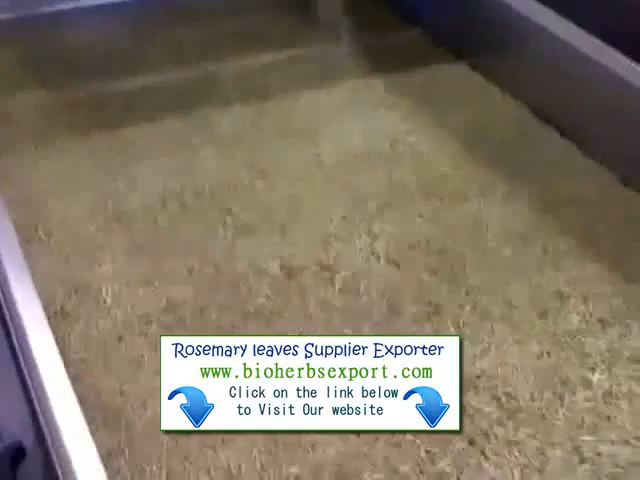 Rosemary leaves Supplier Exporter
www.bioherbsexport.com
Click on the link below
to Visit Our website